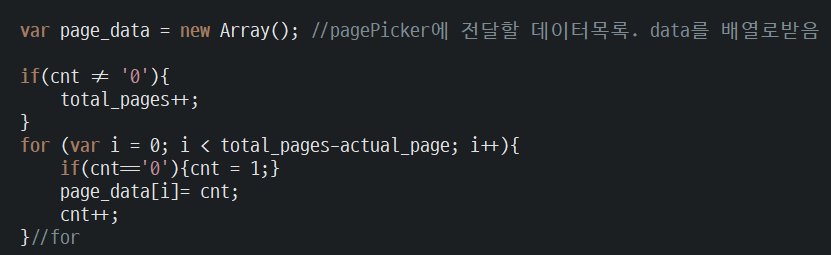 var page_data = new Array(); //pagePicker에 전달할 데이터목록. data를 배열로받음
if(cnt ≠ '0'){
total_pages++;
}
for (var i = 0; i < total_pages-actual_page; i++){
if(cnt=='0'){cnt = 1;}
page_data[i]= cnt;
cnt++;
}//for